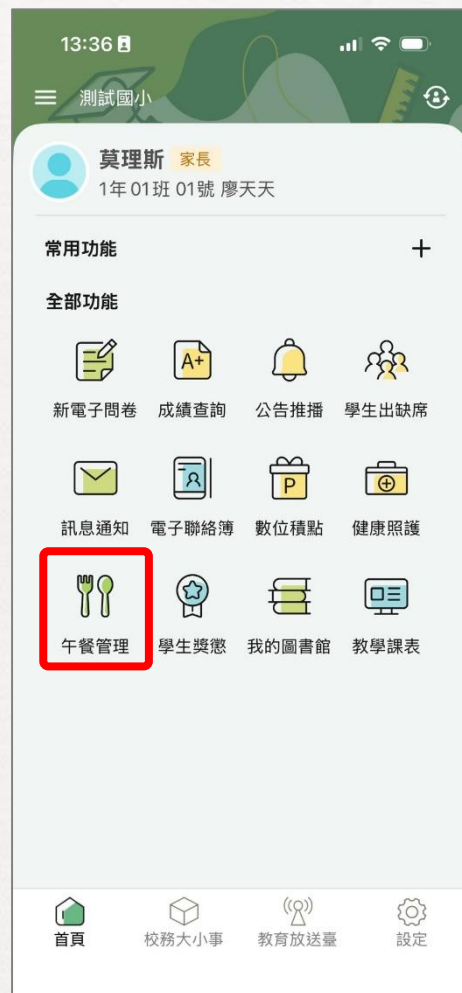 13:36
測試國小
莫理斯 家長
1年01班 01號 廖天天
常用功能 +
全部功能
A+
新電子問卷 成績查詢 公告推播 學生出缺席
P
訊息通知 電子聯絡簿 數位積點 健康照護
午餐管理 學生獎懲 我的圖書館 教學課表
首頁 校務大小事 教育放送臺 設定